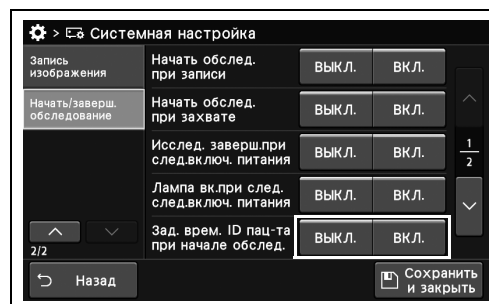 > Системная настройка
Запись
изображения
Начать/заверш.
обследование
2/2
Начать обслед.
при записи
ВЫКЛ.
ВКЛ.
Начать обслед.
при захвате
ВЫКЛ.
ВКЛ.
Исслед. заверш.при
след.включ. питания
ВЫКЛ.
ВКЛ.
Лампа вк.при след.
след.включ. питания
ВЫКЛ.
ВКЛ.
Зад. врем. ID пац-та
при начале обслед.
ВЫКЛ.
ВКЛ.
1
2
Назад
Сохранить
и закрыть